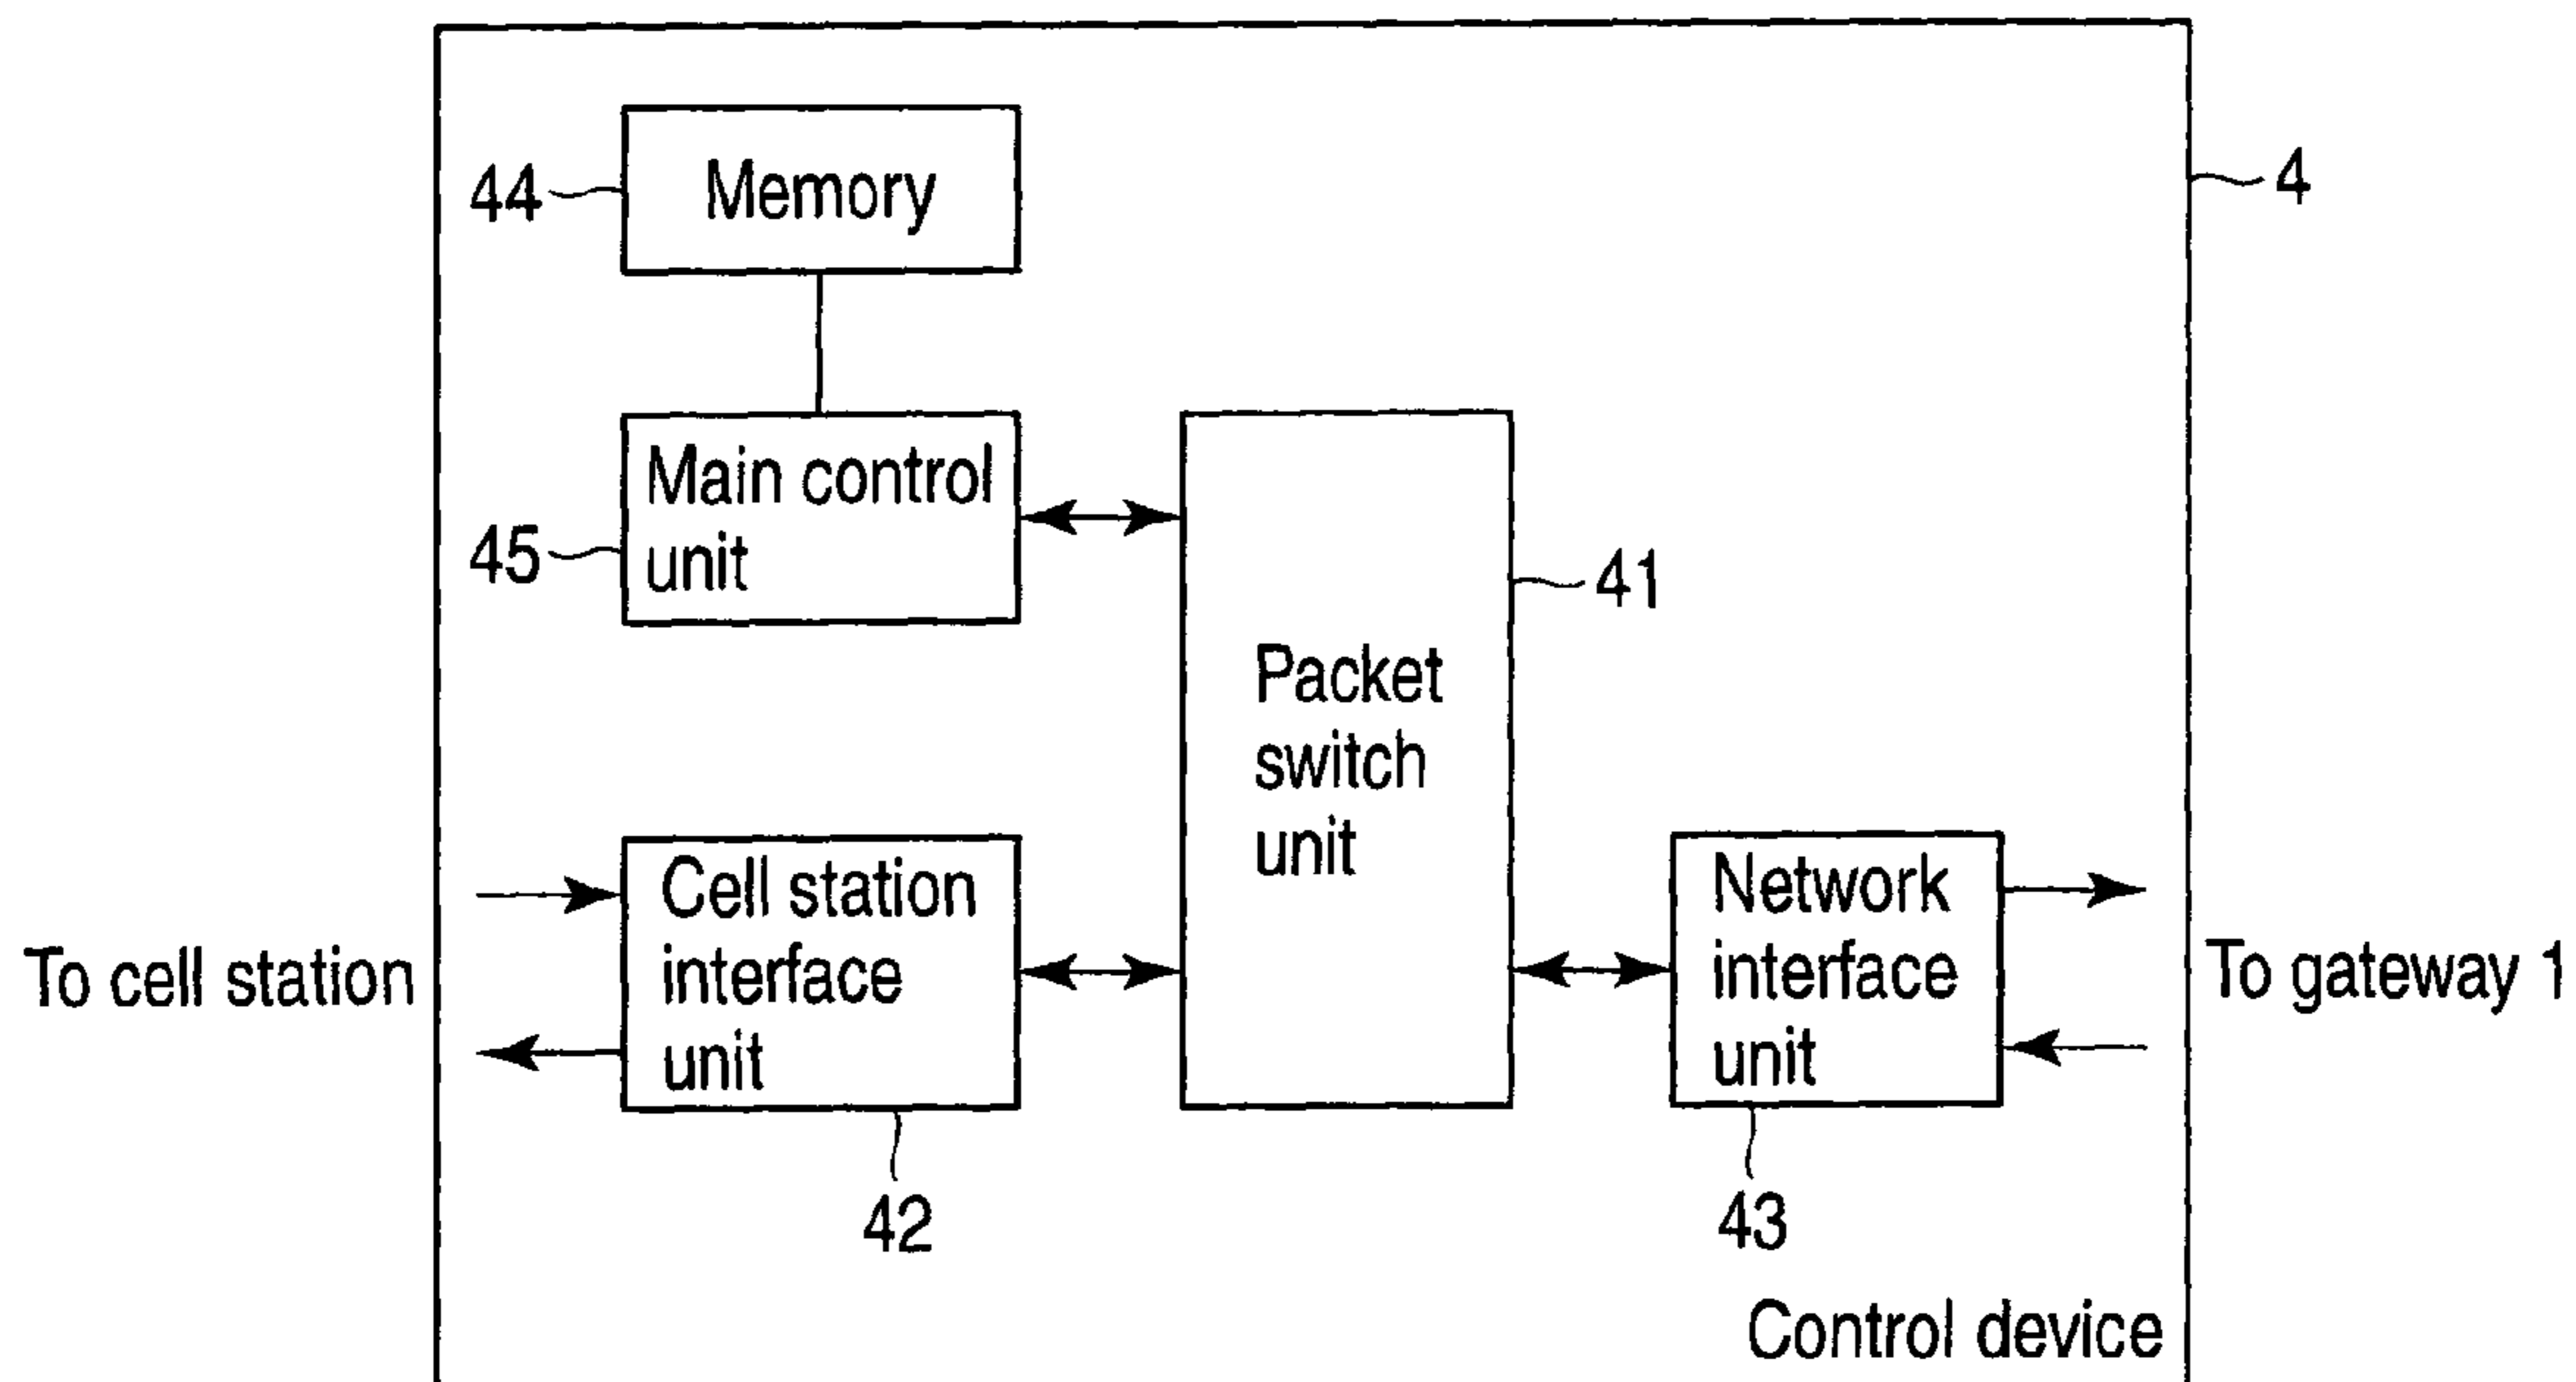 44
Memory
4
45
Main control
unit
41
Packet
switch
unit
To cell station
Cell station
interface
unit
42
Network
interface
unit
43
To gateway 1
Control device